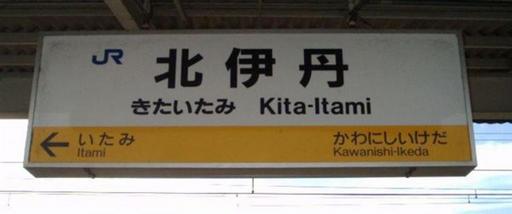 JR 北伊丹
きたいたみ Kita-Itami
←いたみ かわにしいけだ
Itami Kawanishi-Ikeda